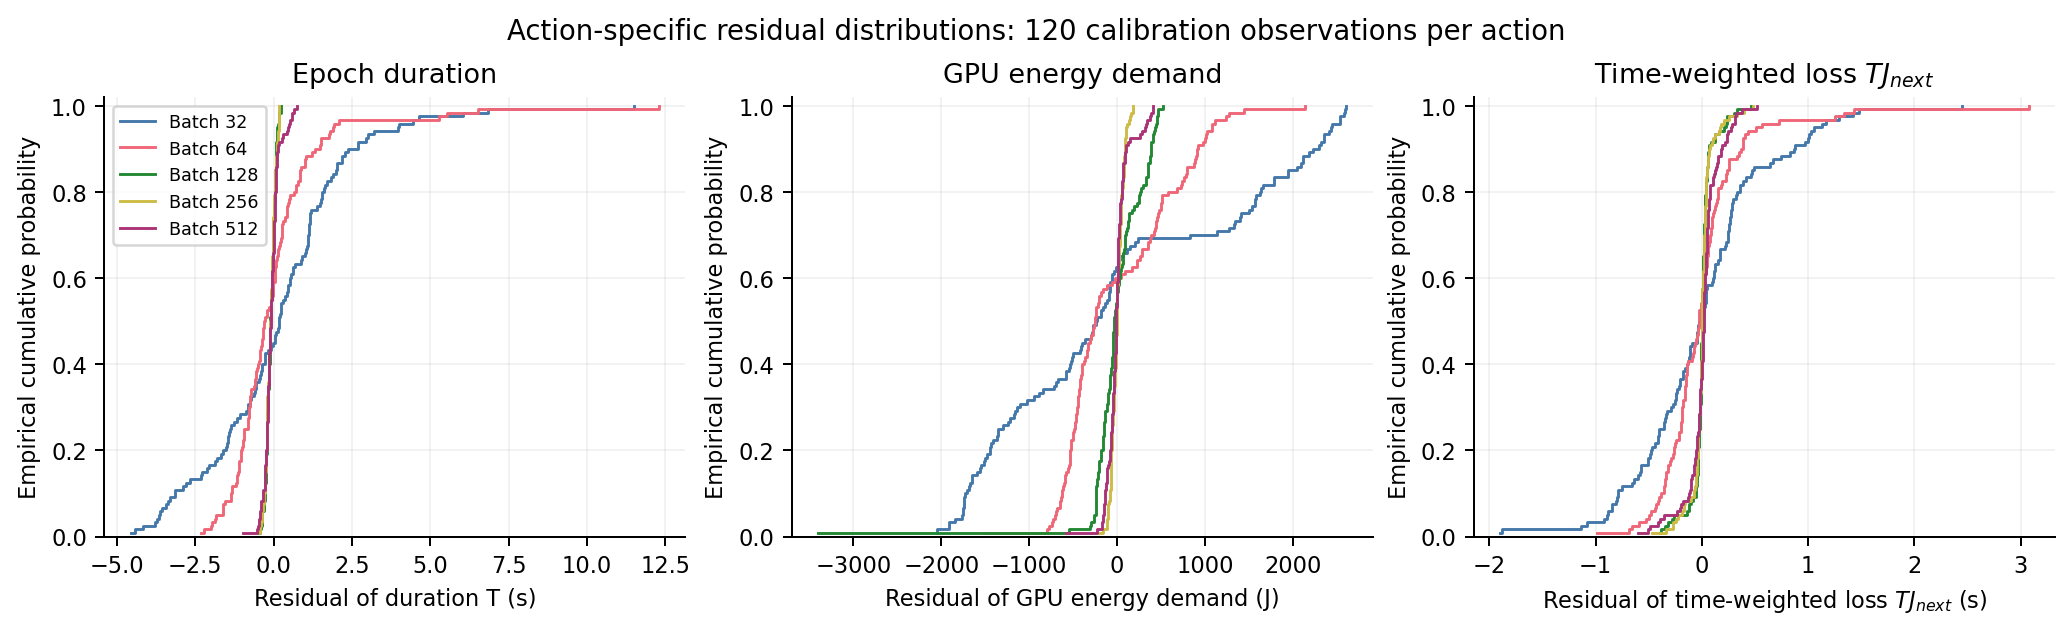 Action-specific residual distributions: 120 calibration observations per action
Epoch duration
Empirical cumulative probability
1.0
0.8
0.6
0.4
0.2
0.0
Batch 32
Batch 64
Batch 128
Batch 256
Batch 512
−5.0 −2.5 0.0 2.5 5.0 7.5 10.0 12.5
Residual of duration T (s)
GPU energy demand
Empirical cumulative probability
1.0
0.8
0.6
0.4
0.2
0.0
−3000 −2000 −1000 0 1000 2000
Residual of GPU energy demand (J)
Time-weighted loss TJnext
Empirical cumulative probability
1.0
0.8
0.6
0.4
0.2
0.0
−2 −1 0 1 2 3
Residual of time-weighted loss TJnext (s)